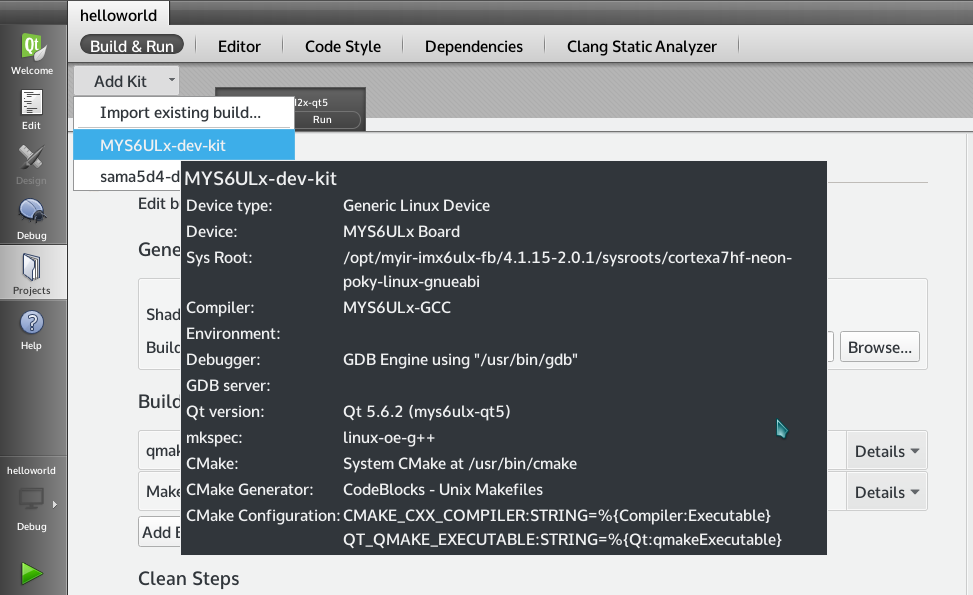 helloworld
Build & Run
Editor
Code Style
Dependencies
Clang Static Analyzer
Welcome
Edit
Design
Debug
Projects
Help
helloworld
Debug
Add Kit
Import existing build...
MYS6ULx-dev-kit
sama5d4-d
l2x-qt5
Run
MYS6ULx-dev-kit
Device type: Generic Linux Device
Device: MYS6ULx Board
Sys Root: /opt/myir-imx6ulx-fb/4.1.15-2.0.1/sysroots/cortexa7hf-neon-
poky-linux-gnueabi
Compiler: MYS6ULx-GCC
Environment:
Debugger: GDB Engine using "/usr/bin/gdb"
GDB server:
Qt version: Qt 5.6.2 (mys6ulx-qt5)
mkspec: linux-oe-g++
CMake: System CMake at /usr/bin/cmake
CMake Generator: CodeBlocks - Unix Makefiles
CMake Configuration: CMAKE_CXX_COMPILER:STRING=%{Compiler:Executable}
QT_QMAKE_EXECUTABLE:STRING=%{Qt:qmakeExecutable}
Edit b
Gene
Shad
Build
Browse...
Build
qma
Details
Make
Details
Add B
Clean Steps